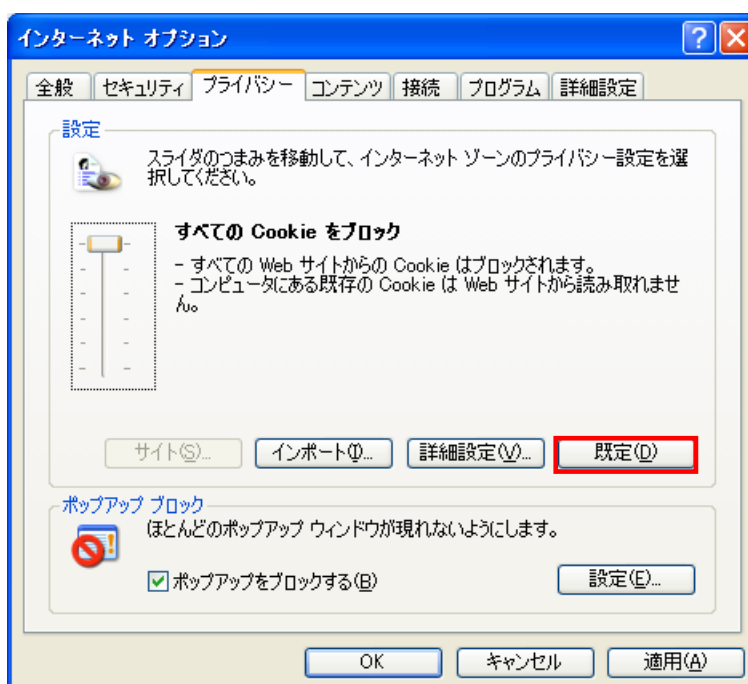 インターネット オプション
全般 セキュリティ プライバシー コンテンツ 接続 プログラム 詳細設定
設定
スライダのつまみを移動して、インターネット ゾーンのプライバシー設定を選
択してください。
すべての Cookie をブロック
- すべての Web サイトからの Cookie はブロックされます。
- コンピュータにある既存の Cookie は Web サイトから読み取れませ
ん。
サイト(S)... インポート(I)... 詳細設定(V)... 既定(D)
ポップアップ ブロック
ほとんどのポップアップ ウィンドウが現れないようにします。
ポップアップをブロックする(B) 設定(E)...
OK キャンセル 適用(A)